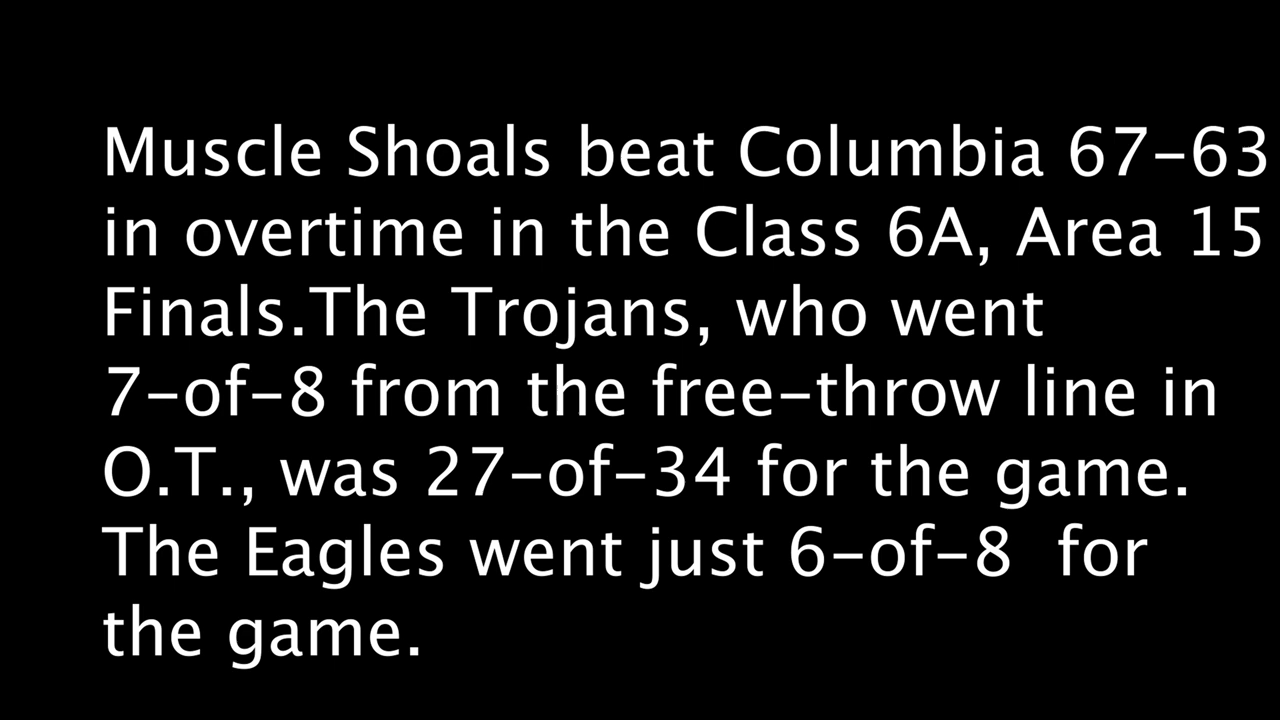 Muscle Shoals beat Columbia 67-63
in overtime in the Class 6A, Area 15
Finals.The Trojans, who went
7-of-8 from the free-throw line in
O.T., was 27-of-34 for the game.
The Eagles went just 6-of-8  for
the game.